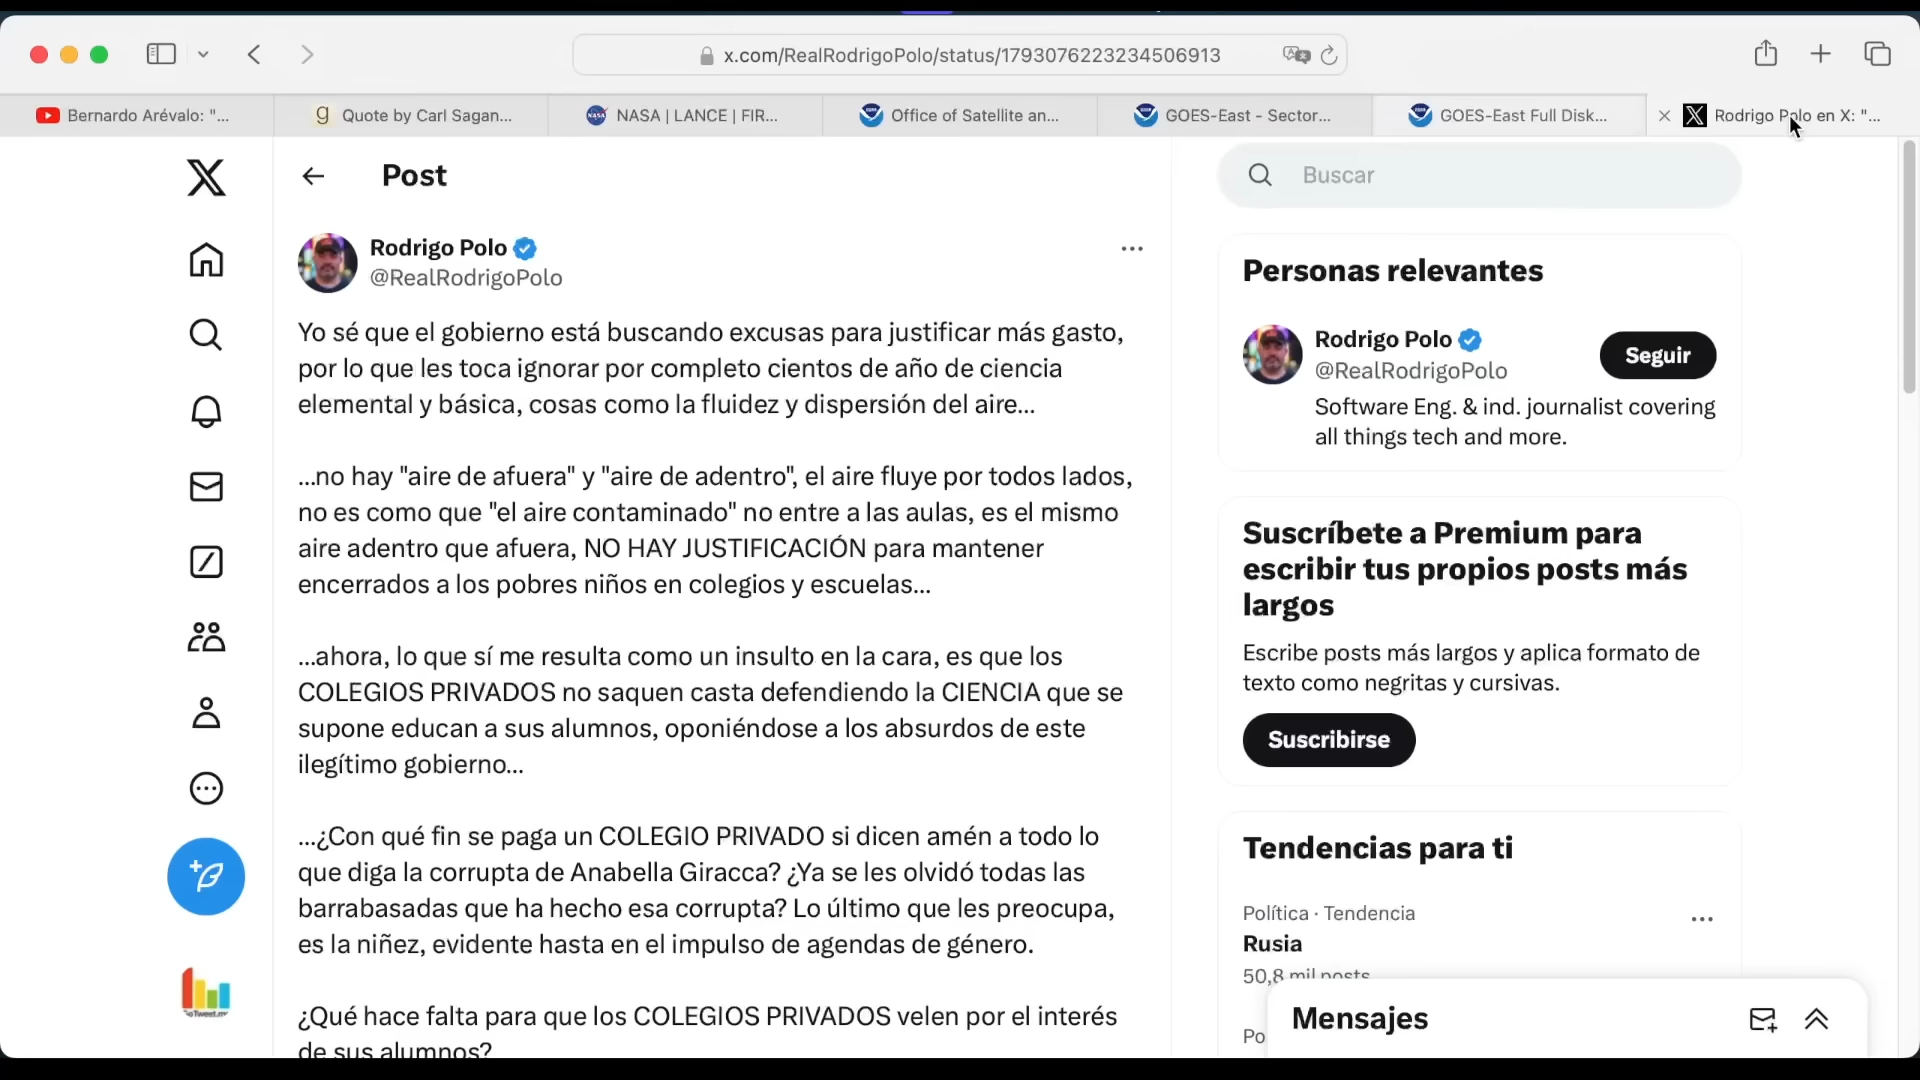 x.com/RealRodrigoPolo/status/1793076223234506913
Bernardo Arévalo: "...
Quote by Carl Sagan...
NASA | LANCE | FIR...
Office of Satellite an...
GOES-East - Sector...
GOES-East Full Disk...
Rodrigo Polo en X: "...
Post
Rodrigo Polo
@RealRodrigoPolo
Yo sé que el gobierno está buscando excusas para justificar más gasto,
por lo que les toca ignorar por completo cientos de año de ciencia
elemental y básica, cosas como la fluidez y dispersión del aire...
...no hay "aire de afuera" y "aire de adentro", el aire fluye por todos lados,
no es como que "el aire contaminado" no entre a las aulas, es el mismo
aire adentro que afuera, NO HAY JUSTIFICACIÓN para mantener
encerrados a los pobres niños en colegios y escuelas...
...ahora, lo que sí me resulta como un insulto en la cara, es que los
COLEGIOS PRIVADOS no saquen casta defendiendo la CIENCIA que se
supone educan a sus alumnos, oponiéndose a los absurdos de este
ilegítimo gobierno...
...¿Con qué fin se paga un COLEGIO PRIVADO si dicen amén a todo lo
que diga la corrupta de Anabella Giracca? ¿Ya se les olvidó todas las
barrabasadas que ha hecho esa corrupta? Lo último que les preocupa,
es la niñez, evidente hasta en el impulso de agendas de género.
¿Qué hace falta para que los COLEGIOS PRIVADOS velen por el interés
de sus alumnos?
Buscar
Personas relevantes
Rodrigo Polo
@RealRodrigoPolo
Seguir
Software Eng. & ind. journalist covering
all things tech and more.
Suscríbete a Premium para
escribir tus propios posts más
largos
Escribe posts más largos y aplica formato de
texto como negritas y cursivas.
Suscribirse
Tendencias para ti
Política · Tendencia
Rusia
50,8 mil posts
Po
Mensajes